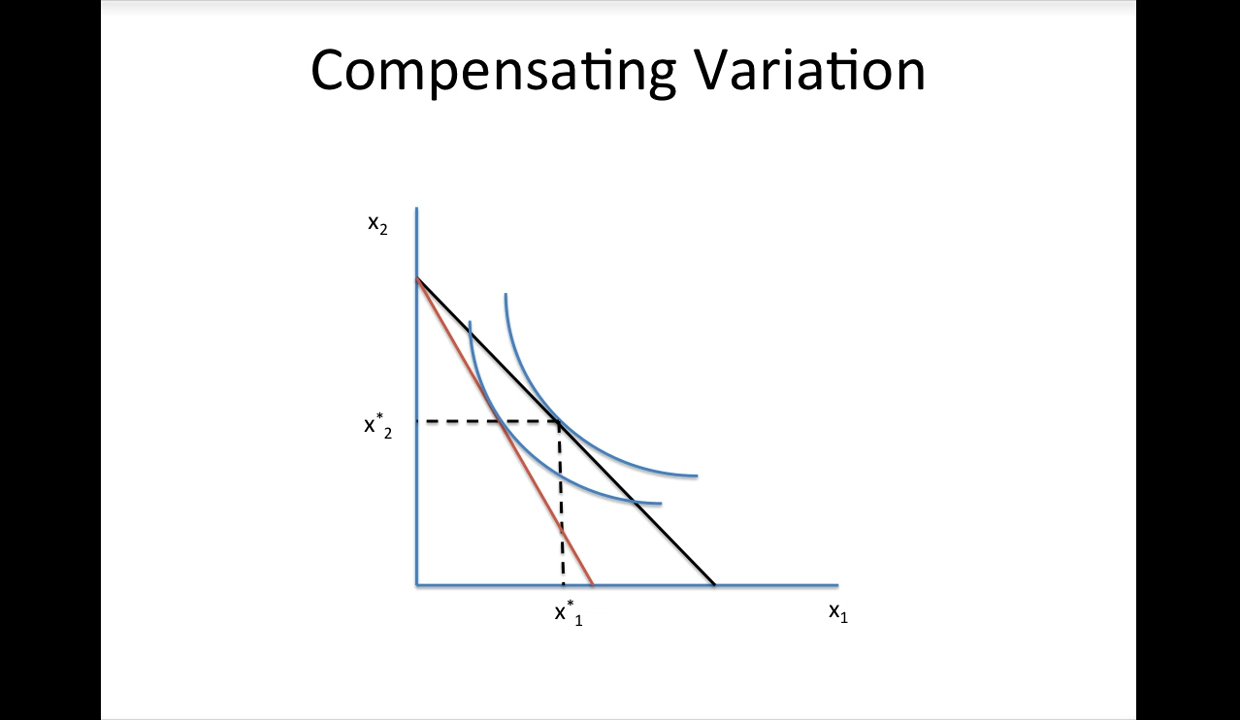 Compensating Variation
x₂
x*₂
x*₁
x₁